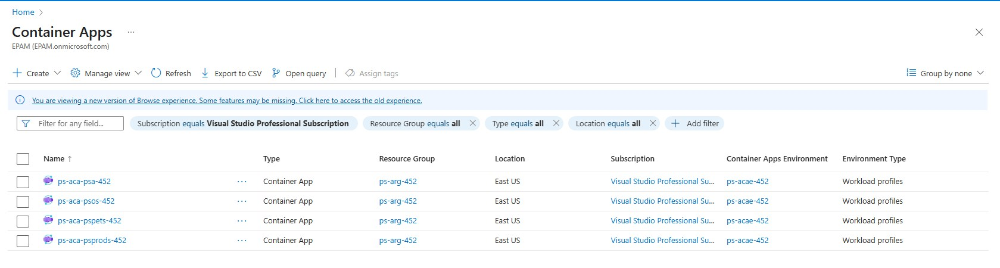 Home
Container Apps ...
EPAM (EPAM.onmicrosoft.com)
Create Manage view Refresh Export to CSV Open query Assign tags Group by none
You are viewing a new version of Browse experience. Some features may be missing. Click here to access the old experience.
Filter for any field... Subscription equals Visual Studio Professional Subscription Resource Group equals all Type equals all Location equals all Add filter
Name ↑ Type Resource Group Location Subscription Container Apps Environment Environment Type
ps-aca-psa-452 ... Container App ps-arg-452 East US Visual Studio Professional Su... ps-acae-452 Workload profiles
ps-aca-psos-452 ... Container App ps-arg-452 East US Visual Studio Professional Su... ps-acae-452 Workload profiles
ps-aca-pspets-452 ... Container App ps-arg-452 East US Visual Studio Professional Su... ps-acae-452 Workload profiles
ps-aca-psprods-452 ... Container App ps-arg-452 East US Visual Studio Professional Su... ps-acae-452 Workload profiles